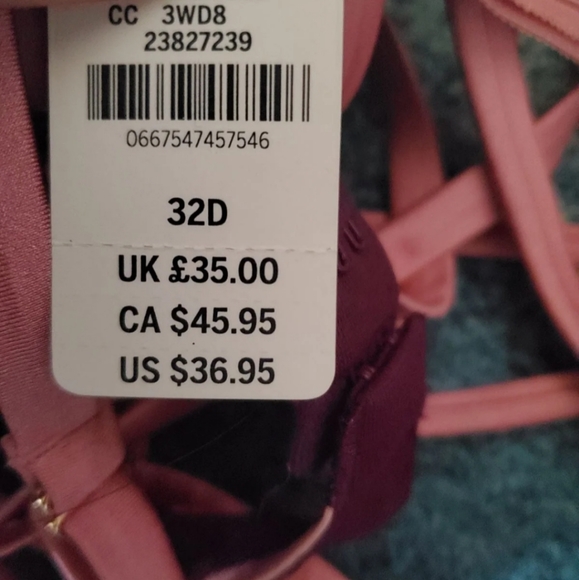 CC 3WD8
23827239
0667547457546
32D
UK £35.00
CA $45.95
US $36.95